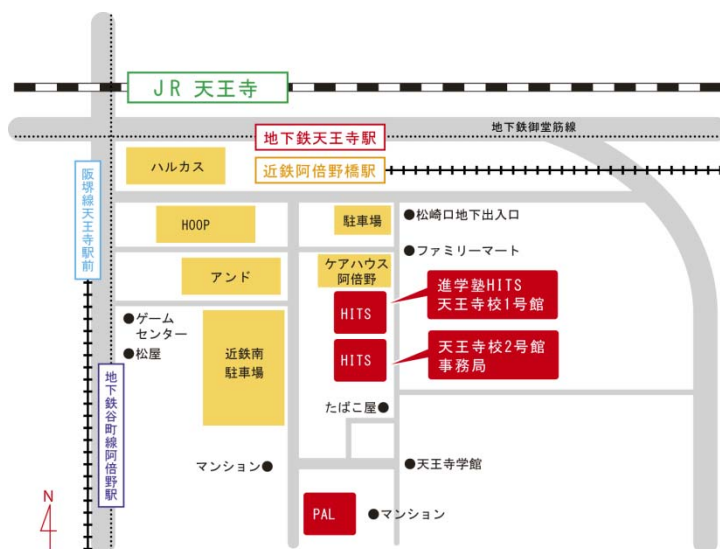 JR 天王寺
地下鉄御堂筋線
地下鉄天王寺駅
ハルカス
近鉄阿倍野橋駅
阪堺線天王寺駅前
HOOP
駐車場
●松崎口地下出入口
●ファミリーマート
アンド
ケアハウス
阿倍野
進学塾HITS
天王寺校1号館
HITS
●ゲーム
センター
●松屋
近鉄南
駐車場
HITS
天王寺校2号館
事務局
地下鉄谷町線阿倍野駅
たばこ屋●
マンション●
●天王寺学館
N
PAL
●マンション